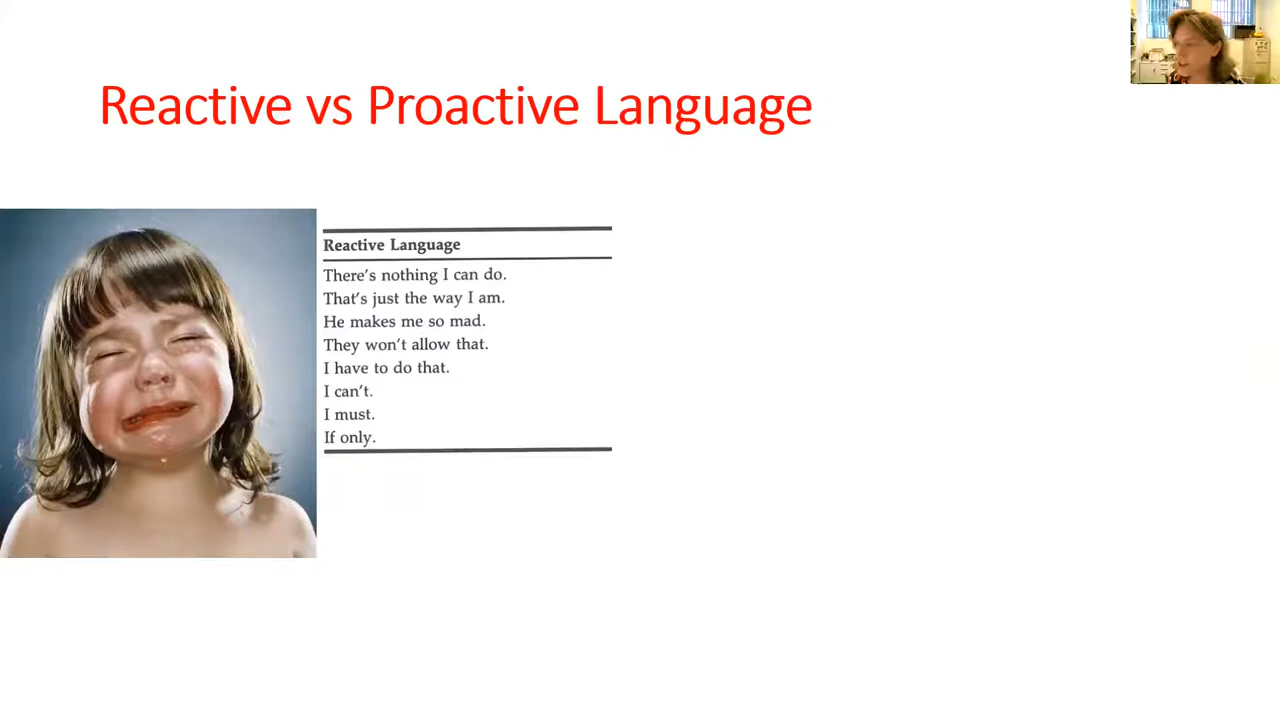 Reactive vs Proactive Language
Reactive Language
There's nothing I can do.
That's just the way I am.
He makes me so mad.
They won't allow that.
I have to do that.
I can't.
I must.
If only.